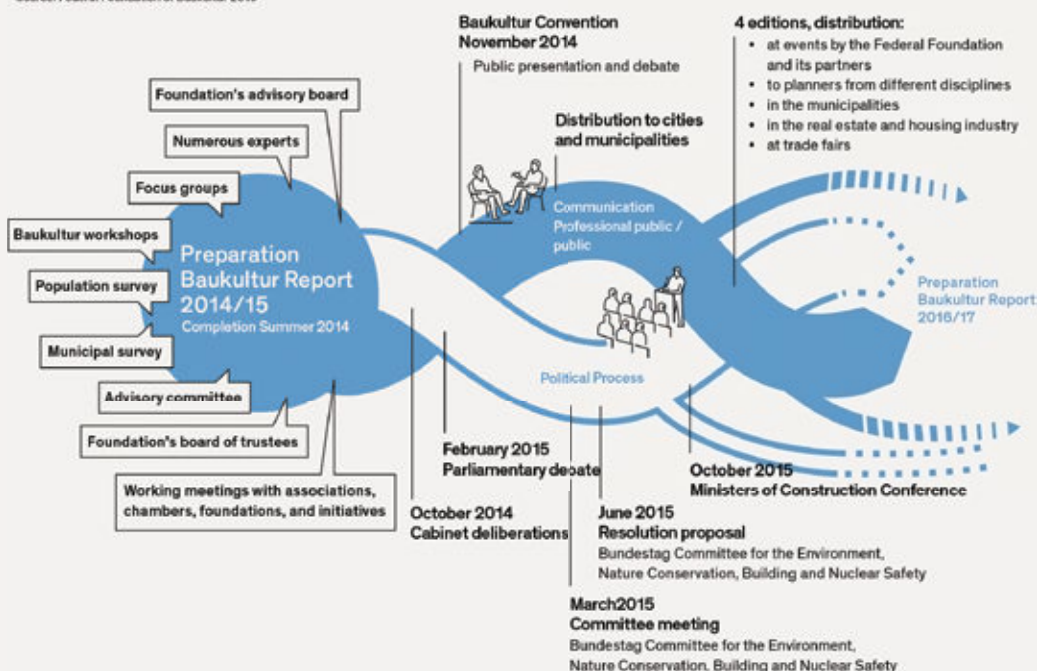 Baukultur Convention
November 2014
Public presentation and debate
4 editions, distribution:
• at events by the Federal Foundation
and its partners
• to planners from different disciplines
• in the municipalities
• in the real estate and housing industry
• at trade fairs
Foundation's advisory board
Numerous experts
Distribution to cities
and municipalities
Focus groups
Baukultur workshops
Population survey
Municipal survey
Advisory committee
Foundation's board of trustees
Working meetings with associations,
chambers, foundations, and initiatives
Preparation
Baukultur Report
2014/15
Completion Summer 2014
Communication
Professional public /
public
Political Process
Preparation
Baukultur Report
2016/17
October 2014
Cabinet deliberations
February 2015
Parliamentary debate
March2015
Committee meeting
Bundestag Committee for the Environment,
Nature Conservation, Building and Nuclear Safety
June 2015
Resolution proposal
Bundestag Committee for the Environment,
Nature Conservation, Building and Nuclear Safety
October 2015
Ministers of Construction Conference